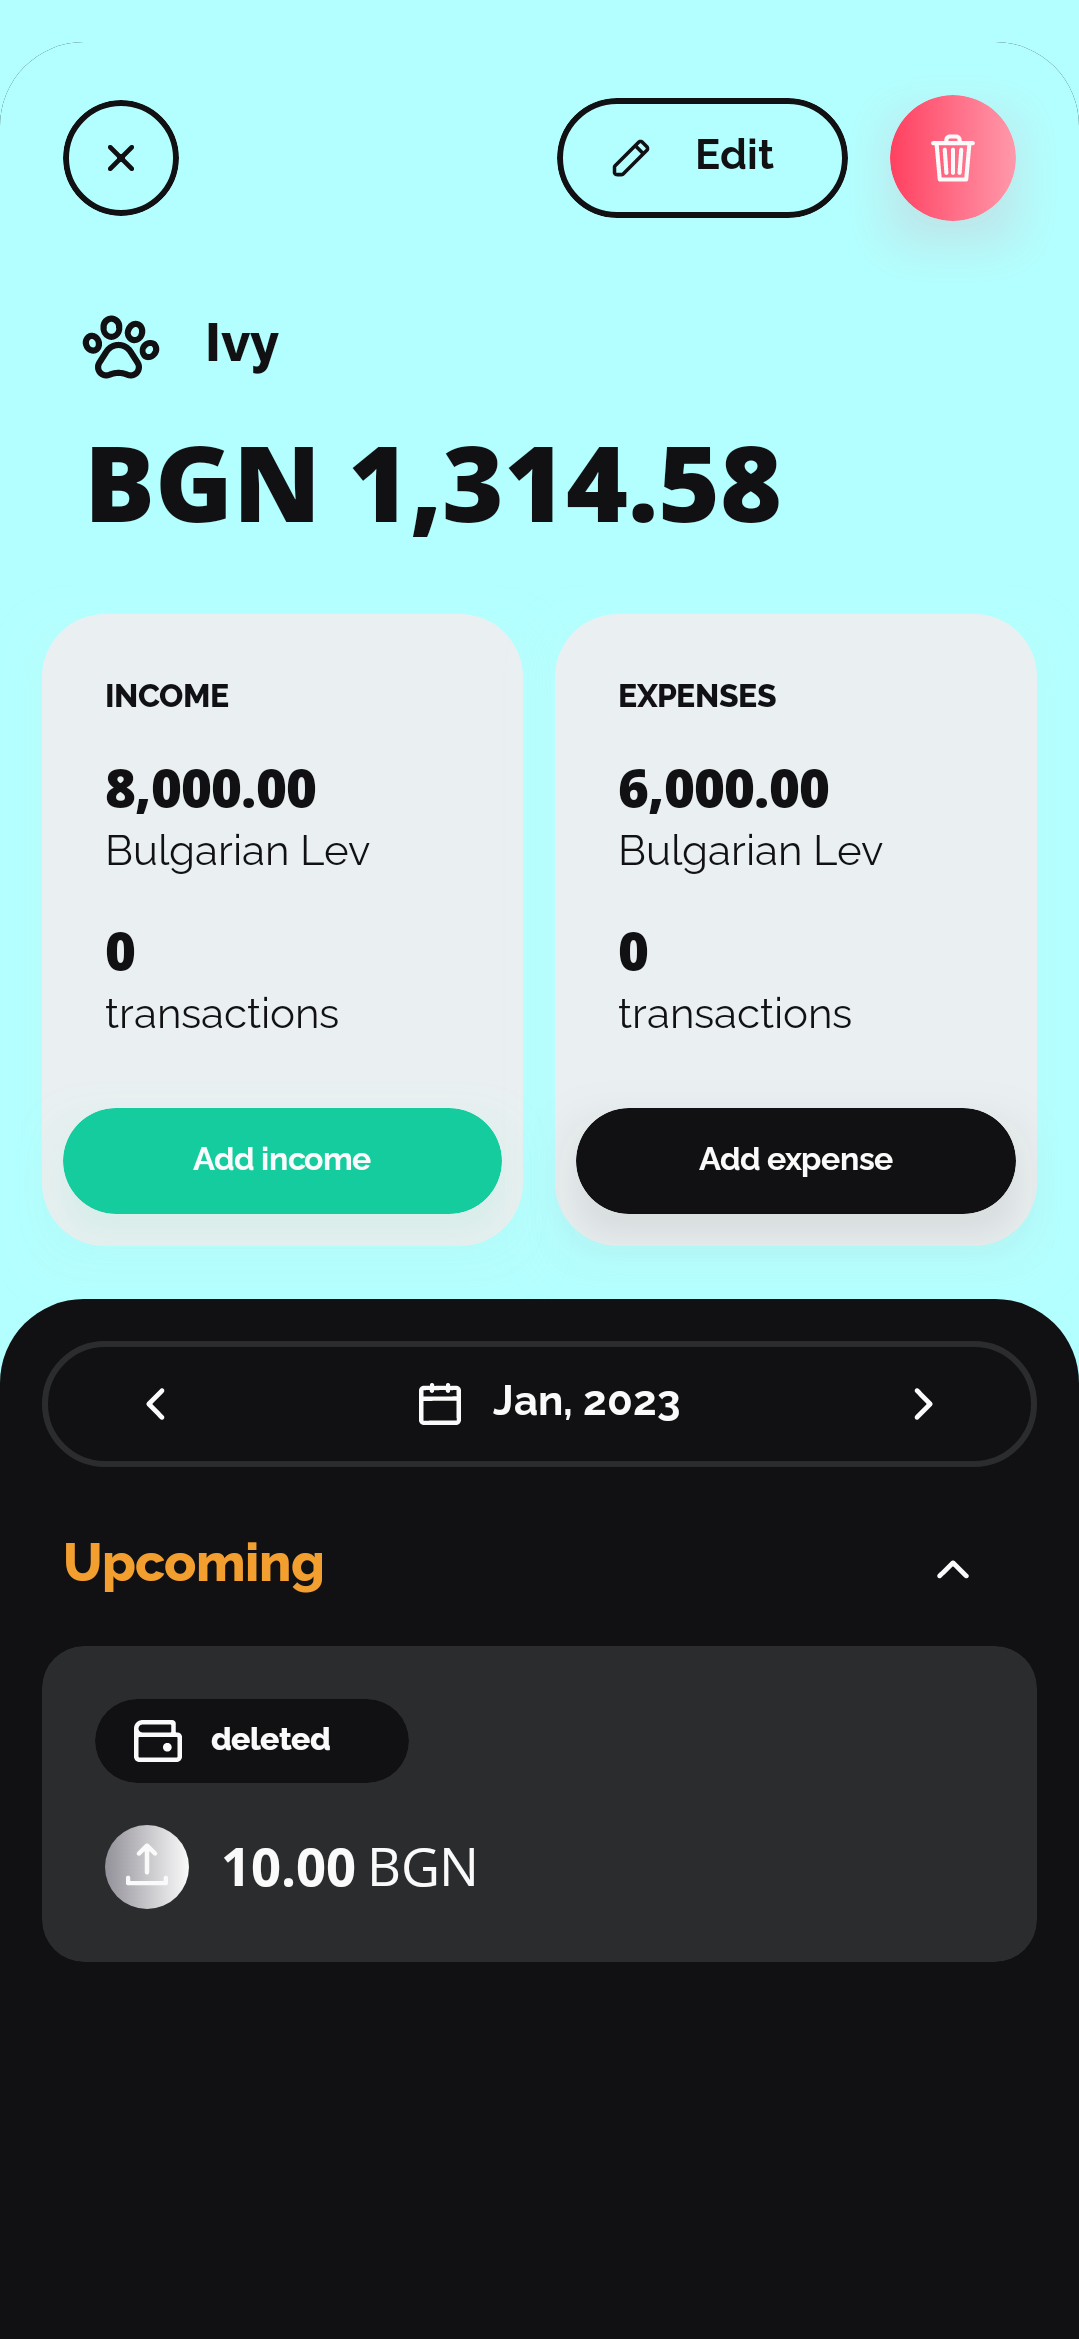 Edit
Ivy
BGN 1,314.58
INCOME
EXPENSES
8,000.00
Bulgarian Lev
6,000.00
Bulgarian Lev
0
transactions
0
transactions
Add income
Add expense
Jan, 2023
Upcoming
deleted
10.00 BGN